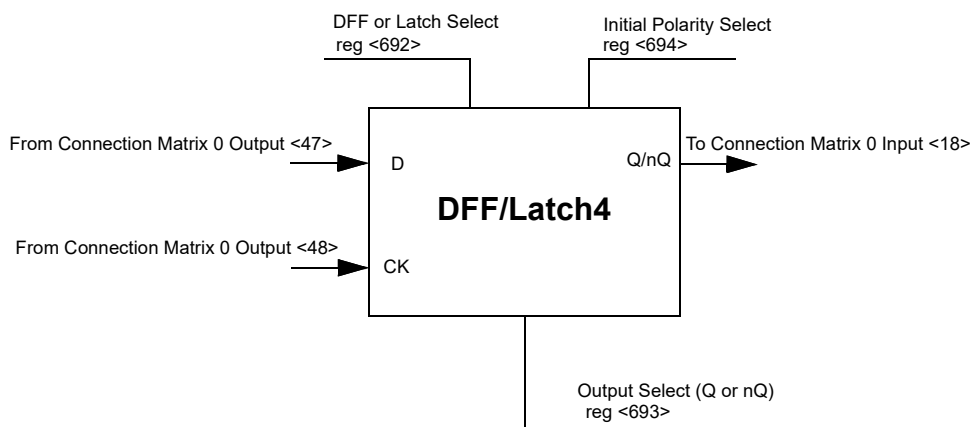 DFF or Latch Select
reg <692>
Initial Polarity Select
reg <694>
From Connection Matrix 0 Output <47>
D
Q/nQ
To Connection Matrix 0 Input <18>
DFF/Latch4
From Connection Matrix 0 Output <48>
CK
Output Select (Q or nQ)
reg <693>